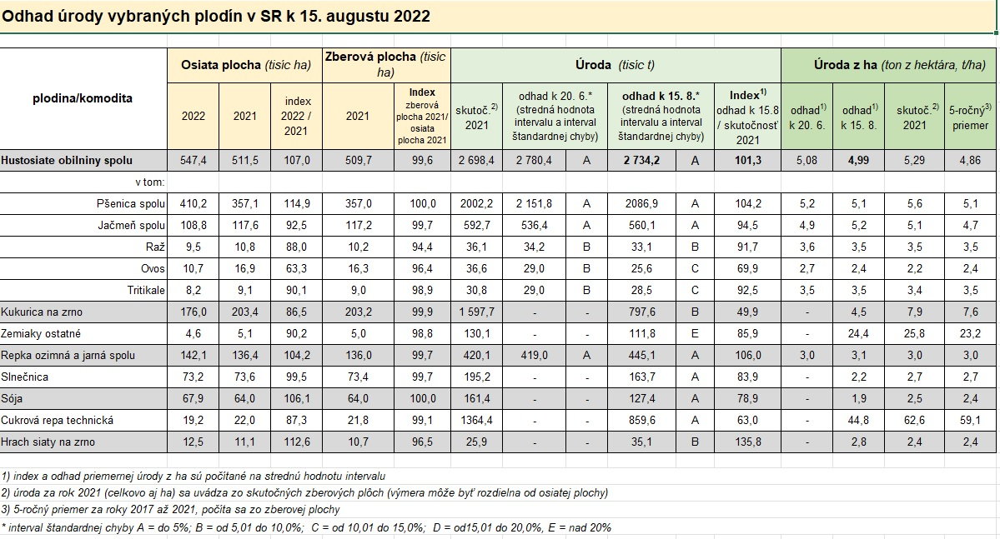 Odhad úrody vybraných plodín v SR k 15. augustu 2022
plodina/komodita
Osiata plocha (tisíc ha)
Zberová plocha (tisíc ha)
Úroda (tisíc t)
Úroda z ha (ton z hektára, t/ha)
2022
2021
index 2022 / 2021
2021
Index zberová plocha 2021/ osiata plocha 2021
skutoč.2) 2021
odhad k 20. 6.* (stredná hodnota intervalu a interval štandardnej chyby)
odhad k 15. 8.* (stredná hodnota intervalu a interval štandardnej chyby)
Index1) odhad k 15.8 / skutočnosť 2021
odhad1) k 20. 6.
odhad1) k 15. 8.
skutoč.2) 2021
5-ročný3) priemer
Hustosiate obilniny spolu 547,4 511,5 107,0 509,7 99,6 2 698,4 2 780,4 A 2 734,2 A 101,3 5,08 4,99 5,29 4,86
v tom:
Pšenica spolu 410,2 357,1 114,9 357,0 100,0 2002,2 2 151,8 A 2086,9 A 104,2 5,2 5,1 5,6 5,1
Jačmeň spolu 108,8 117,6 92,5 117,2 99,7 592,7 536,4 A 560,1 A 94,5 4,9 5,2 5,1 4,7
Raž 9,5 10,8 88,0 10,2 94,4 36,1 34,2 B 33,1 B 91,7 3,6 3,5 3,5 3,5
Ovos 10,7 16,9 63,3 16,3 96,4 36,6 29,0 B 25,6 C 69,9 2,7 2,4 2,2 2,4
Tritikale 8,2 9,1 90,1 9,0 98,9 30,8 29,0 B 28,5 C 92,5 3,5 3,5 3,4 3,5
Kukurica na zrno 176,0 203,4 86,5 203,2 99,9 1 597,7 - - 797,6 B 49,9 - 4,5 7,9 7,6
Zemiaky ostatné 4,6 5,1 90,2 5,0 98,8 130,1 - - 111,8 E 85,9 - 24,4 25,8 23,2
Repka ozimná a jarná spolu 142,1 136,4 104,2 136,0 99,7 420,1 419,0 A 445,1 A 106,0 3,0 3,1 3,0 3,0
Slnečnica 73,2 73,6 99,5 73,4 99,7 195,2 - - 163,7 A 83,9 - 2,2 2,7 2,7
Sója 67,9 64,0 106,1 64,0 100,0 161,4 - - 127,4 A 78,9 - 1,9 2,5 2,4
Cukrová repa technická 19,2 22,0 87,3 21,8 99,1 1364,4 - - 859,6 A 63,0 - 44,8 62,6 59,1
Hrach siaty na zrno 12,5 11,1 112,6 10,7 96,5 25,9 - - 35,1 B 135,8 - 2,8 2,4 2,4
1) index a odhad priemernej úrody z ha sú počítané na strednú hodnotu intervalu
2) úroda za rok 2021 (celkovo aj ha) sa uvádza zo skutočných zberových plôch (výmera môže byť rozdielna od osiatej plochy)
3) 5-ročný priemer za roky 2017 až 2021, počíta sa zo zberovej plochy
* interval štandardnej chyby A = do 5%; B = od 5,01 do 10,0%; C = od 10,01 do 15,0%; D = od15,01 do 20,0%, E = nad 20%